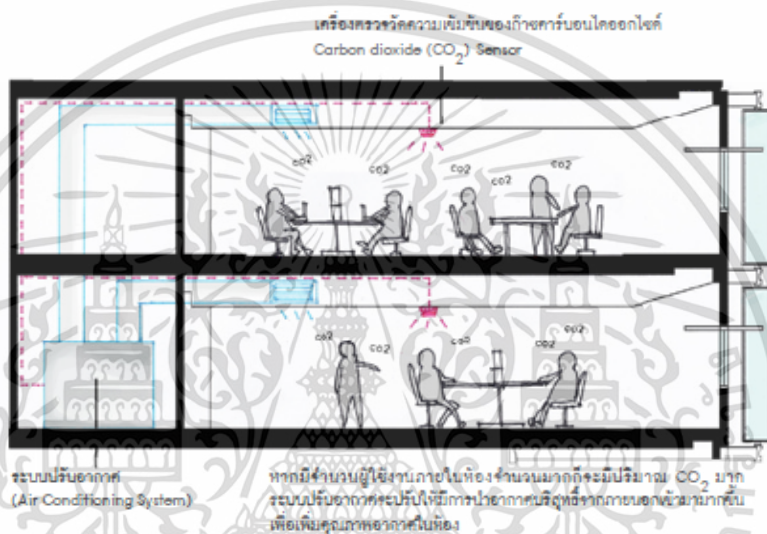 เครื่องตรวจวัดความเข้มข้นของก๊าซคาร์บอนไดออกไซด์
Carbon dioxide (CO2) Sensor
CO2 CO2 CO2 CO2 CO2
CO2 CO2 CO2 CO2 CO2
ระบบปรับอากาศ
(Air Conditioning System)
หากมีจำนวนผู้ใช้งานภายในห้องจำนวนมากก็จะมีปริมาณ CO2 มาก
ระบบปรับอากาศจะปรับให้มีการนำอากาศบริสุทธิ์จากภายนอกเข้ามามากขึ้น
เพื่อเพิ่มคุณภาพอากาศในห้อง